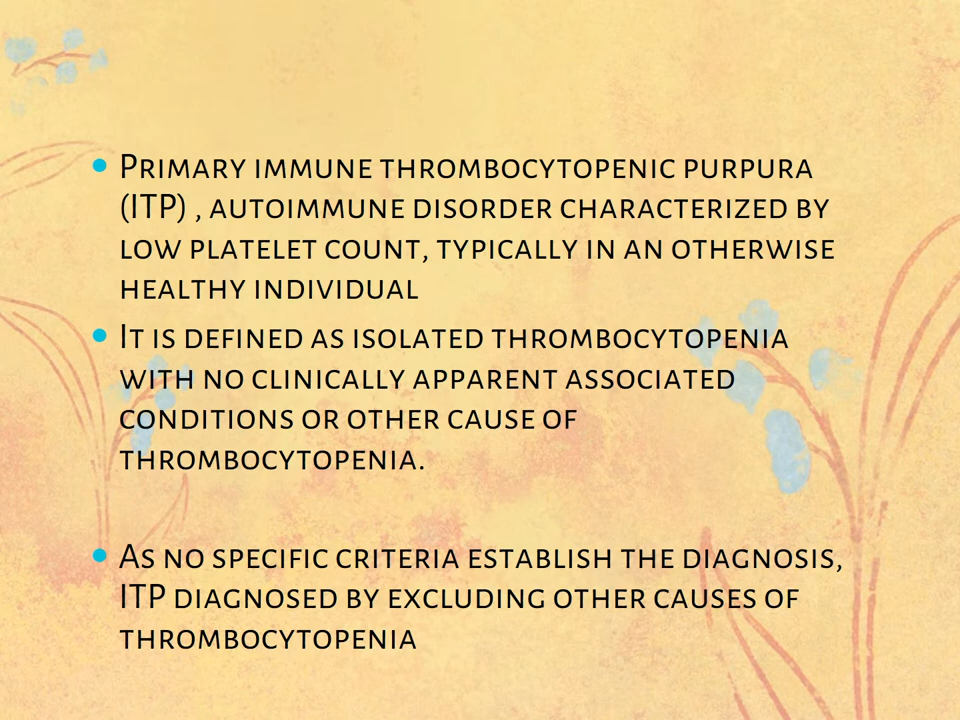 • Primary immune thrombocytopenic purpura
(ITP) , autoimmune disorder characterized by
low platelet count, typically in an otherwise
healthy individual
• It is defined as isolated thrombocytopenia
with no clinically apparent associated
conditions or other cause of
thrombocytopenia.
• As no specific criteria establish the diagnosis,
ITP diagnosed by excluding other causes of
thrombocytopenia